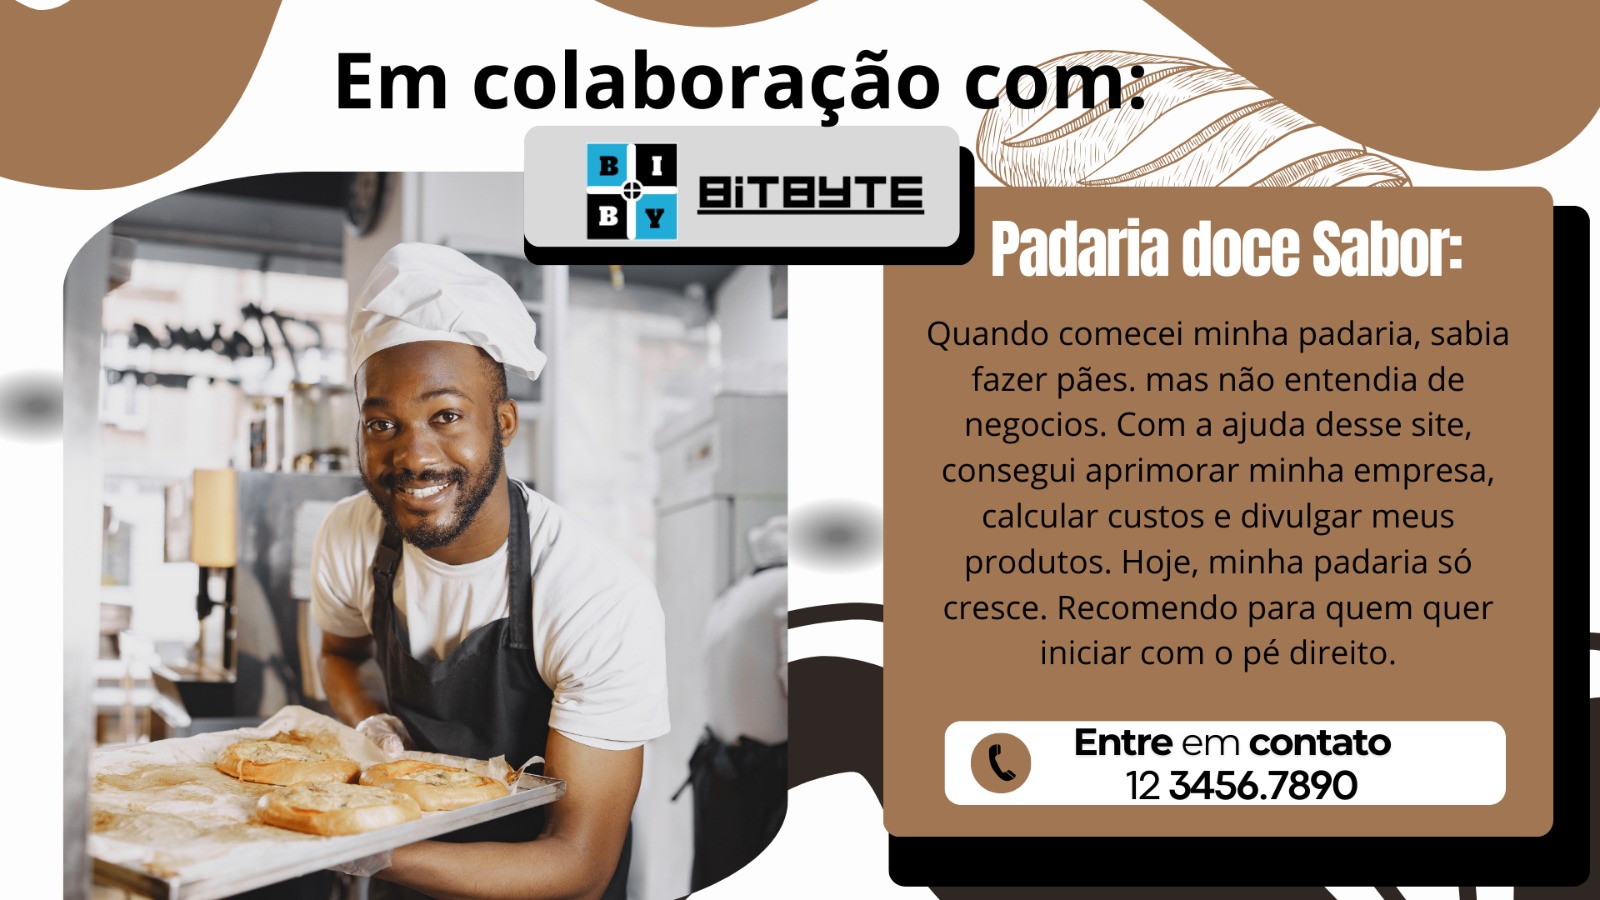 Em colaboração com:
B I
B Y
BiTBYTE
Padaria doce Sabor:
Quando comecei minha padaria, sabia
fazer pães. mas não entendia de
negocios. Com a ajuda desse site,
consegui aprimorar minha empresa,
calcular custos e divulgar meus
produtos. Hoje, minha padaria só
cresce. Recomendo para quem quer
iniciar com o pé direito.
Entre em contato
12 3456.7890